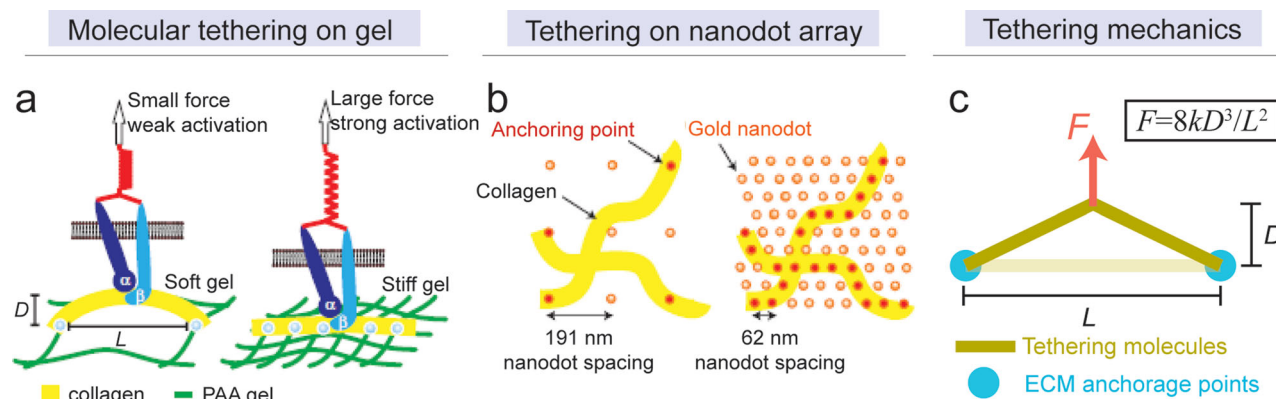 Molecular tethering on gel
Tethering on nanodot array
Tethering mechanics
a
Small force
weak activation
Large force
strong activation
α
β
Soft gel
D
L
α
β
Stiff gel
collagen
PAA gel
b
Anchoring point
Gold nanodot
Collagen
191 nm
nanodot spacing
62 nm
nanodot spacing
c
F=8kD³/L²
F
D
L
Tethering molecules
ECM anchorage points